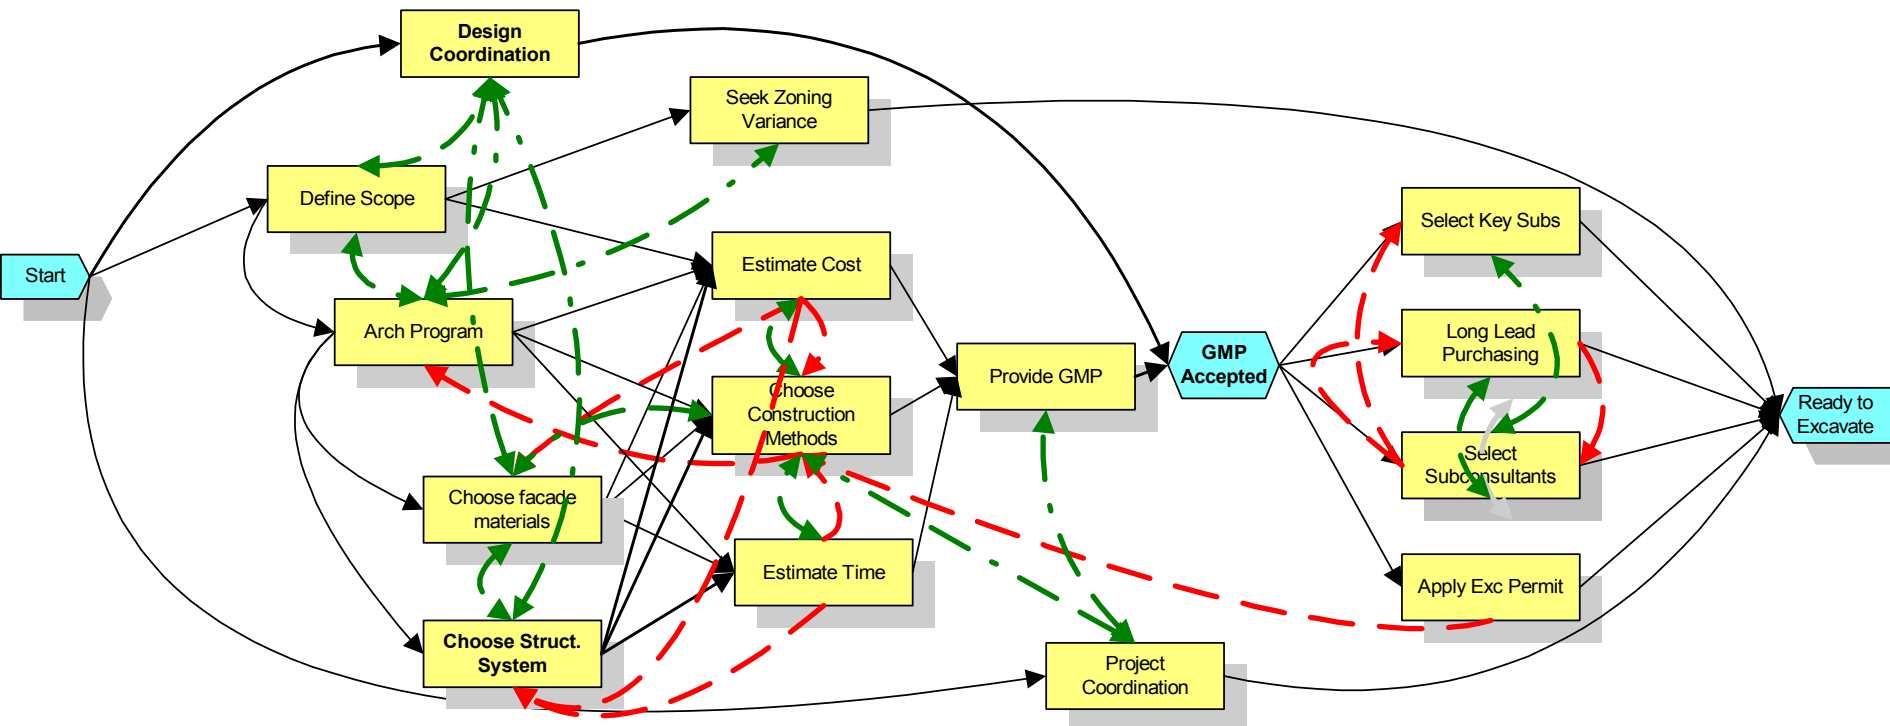 Design
Coordination
Seek Zoning
Variance
Define Scope
Select Key Subs
Start
Estimate Cost
Arch Program
Long Lead
Purchasing
GMP
Accepted
Provide GMP
Choose
Construction
Methods
Ready to
Excavate
Select
Subconsultants
Choose facade
materials
Estimate Time
Apply Exc Permit
Choose Struct.
System
Project
Coordination